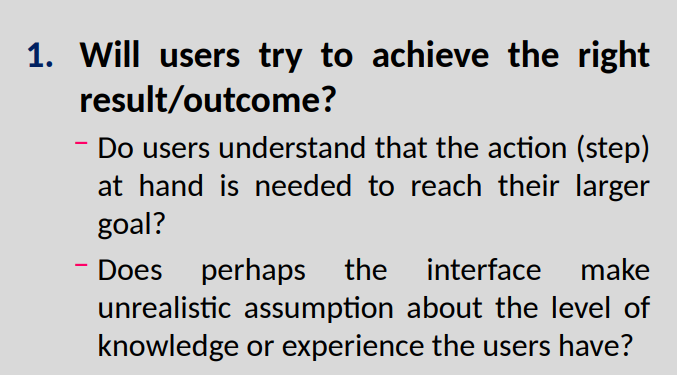 1. Will users try to achieve the right
result/outcome?
– Do users understand that the action (step)
at hand is needed to reach their larger
goal?
– Does perhaps the interface make
unrealistic assumption about the level of
knowledge or experience the users have?